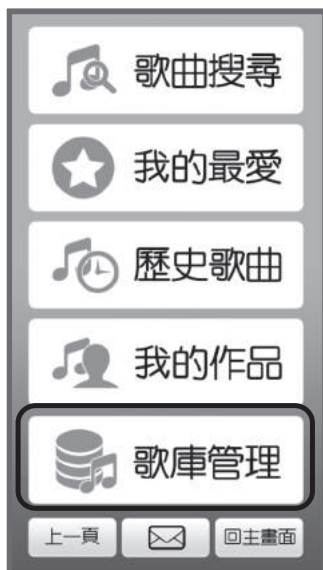 歌曲搜尋
我的最愛
歷史歌曲
我的作品
歌庫管理
上一頁 回主畫面